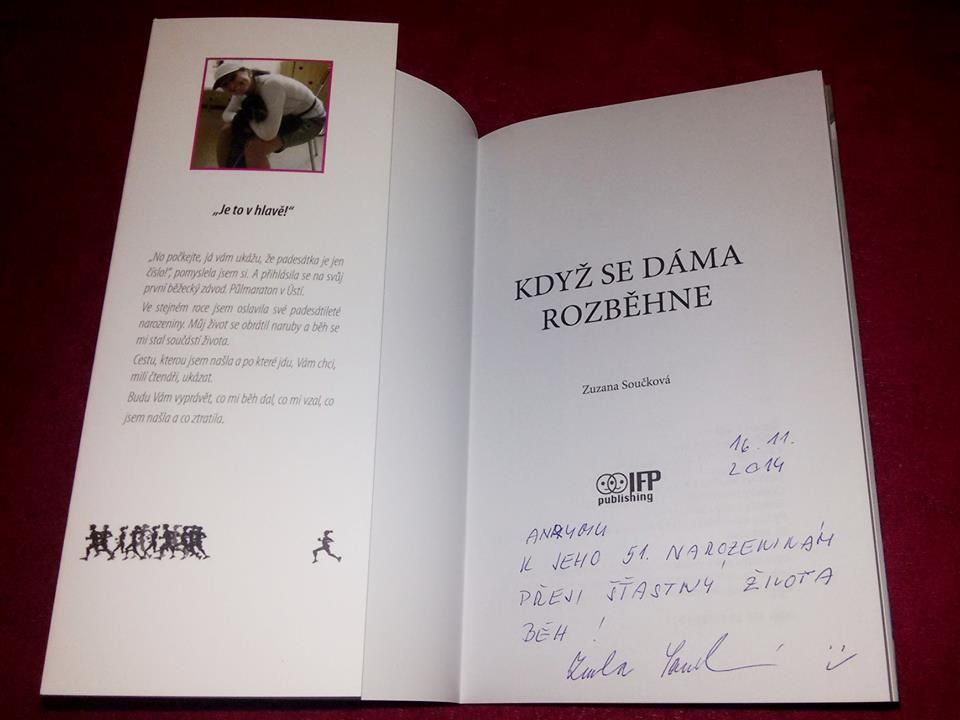 „Je to v hlavě!“
„No počkejte, já vám ukážu, že padesátka je jen
číslo!“, pomyslela jsem si. A přihlásila se na svůj
první běžecký závod. Půlmaraton v Ústí.
Ve stejném roce jsem oslavila své padesátileté
narozeniny. Můj život se obrátil naruby a běh se
mi stal součástí života.
Cestu, kterou jsem našla a po které jdu, Vám chci,
milí čtenáři, ukázat.
Budu Vám vyprávět, co mi běh dal, co mi vzal, co
jsem našla a co ztratila.
KDYŽ SE DÁMA
ROZBĚHNE
Zuzana Součková
16. 11.
2014
IFP
publishing
K JEHO 51. NAROZENINÁM
PŘEJI ŠŤASTNÝ ŽIVOTA
BĚH !